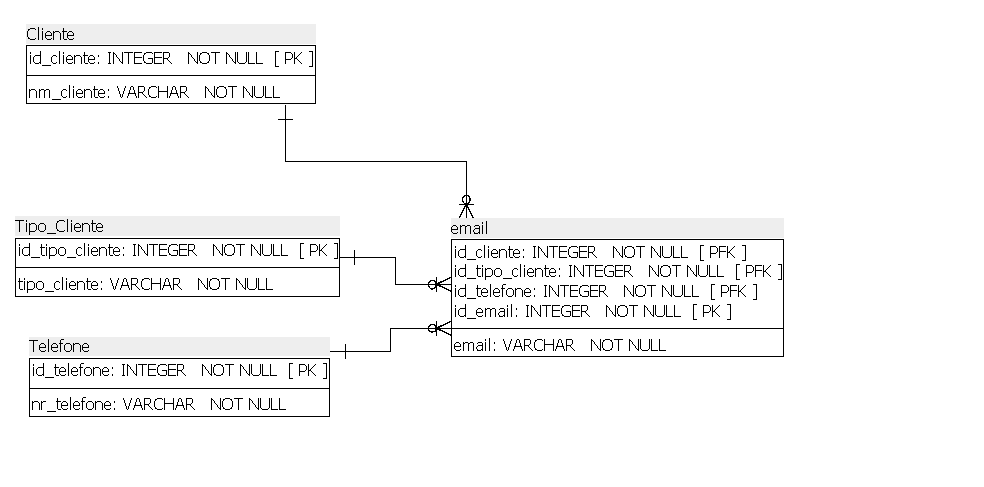 Cliente
id_cliente: INTEGER NOT NULL [ PK ]
nm_cliente: VARCHAR NOT NULL
Tipo_Cliente
id_tipo_cliente: INTEGER NOT NULL [ PK ]
tipo_cliente: VARCHAR NOT NULL
email
id_cliente: INTEGER NOT NULL [ PFK ]
id_tipo_cliente: INTEGER NOT NULL [ PFK ]
id_telefone: INTEGER NOT NULL [ PFK ]
id_email: INTEGER NOT NULL [ PK ]
email: VARCHAR NOT NULL
Telefone
id_telefone: INTEGER NOT NULL [ PK ]
nr_telefone: VARCHAR NOT NULL